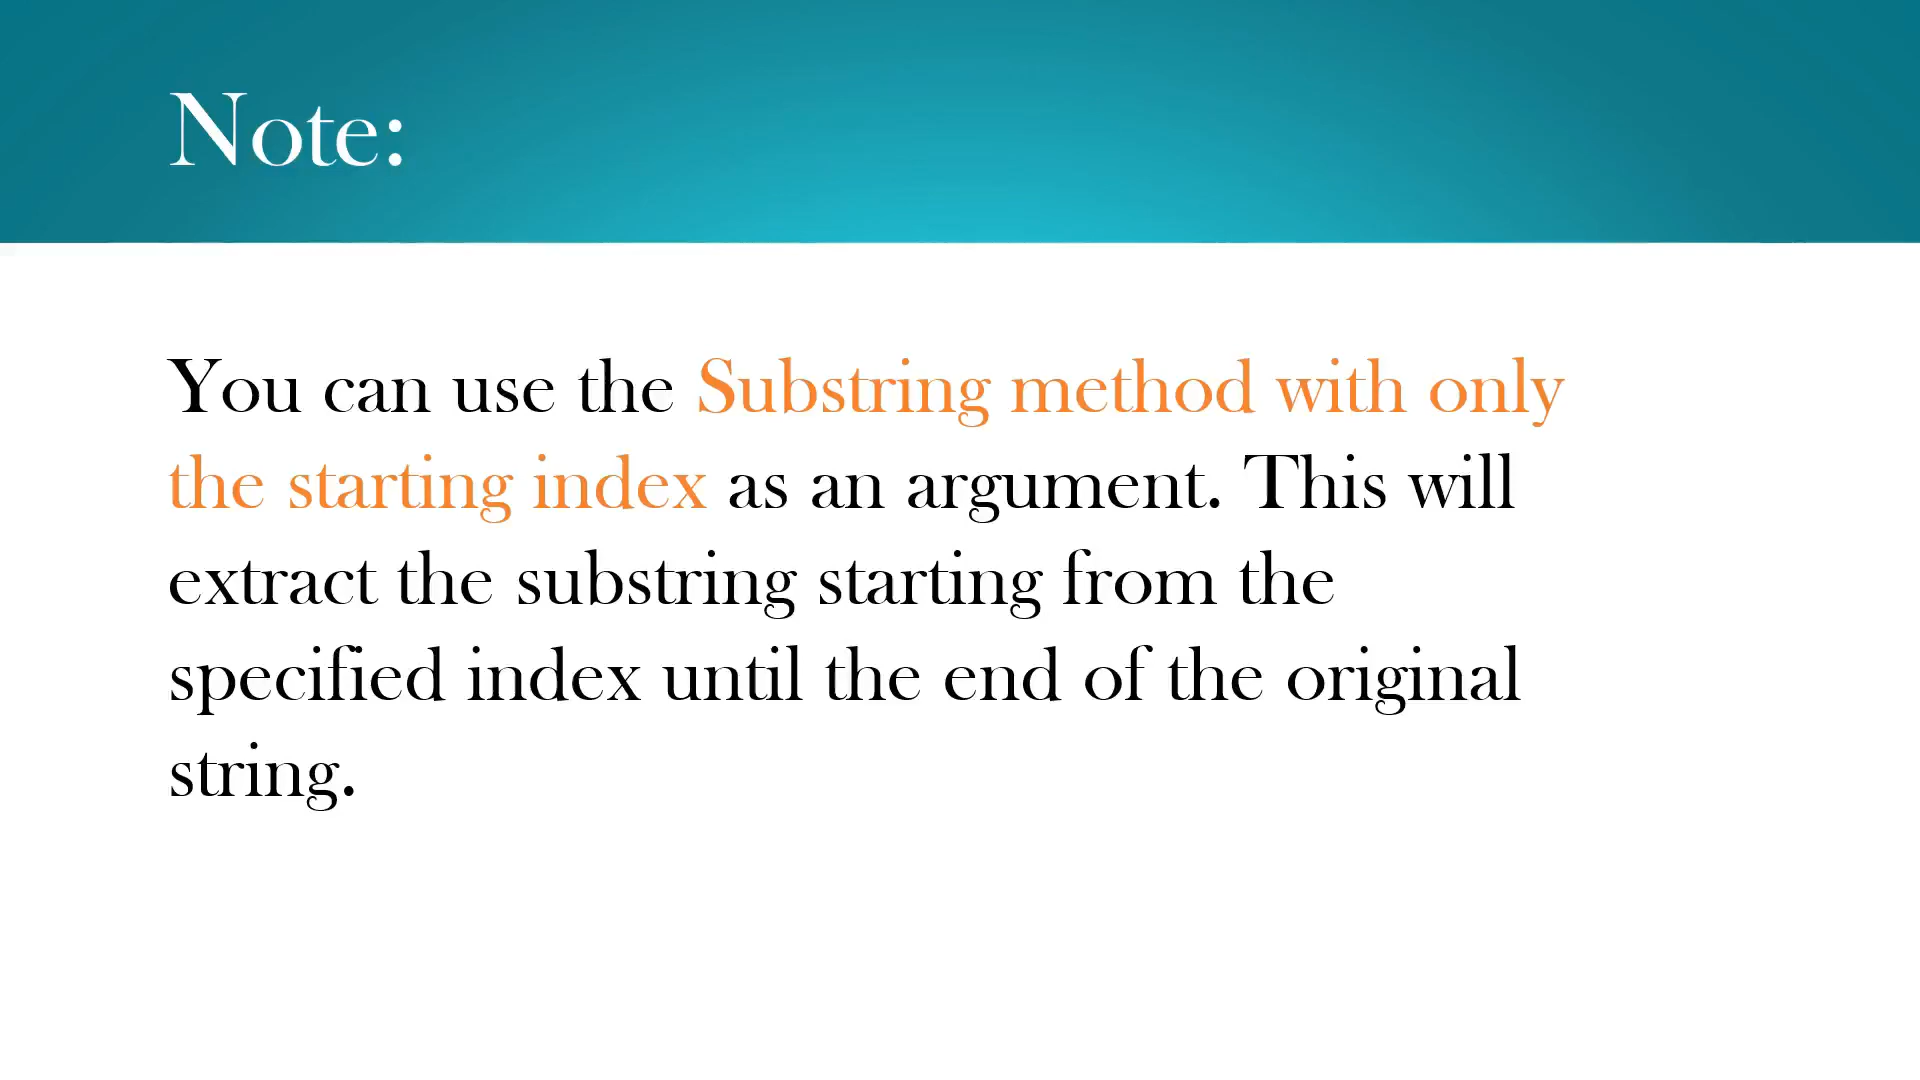 Note:
You can use the Substring method with only
the starting index as an argument. This will
extract the substring starting from the
specified index until the end of the original
string.